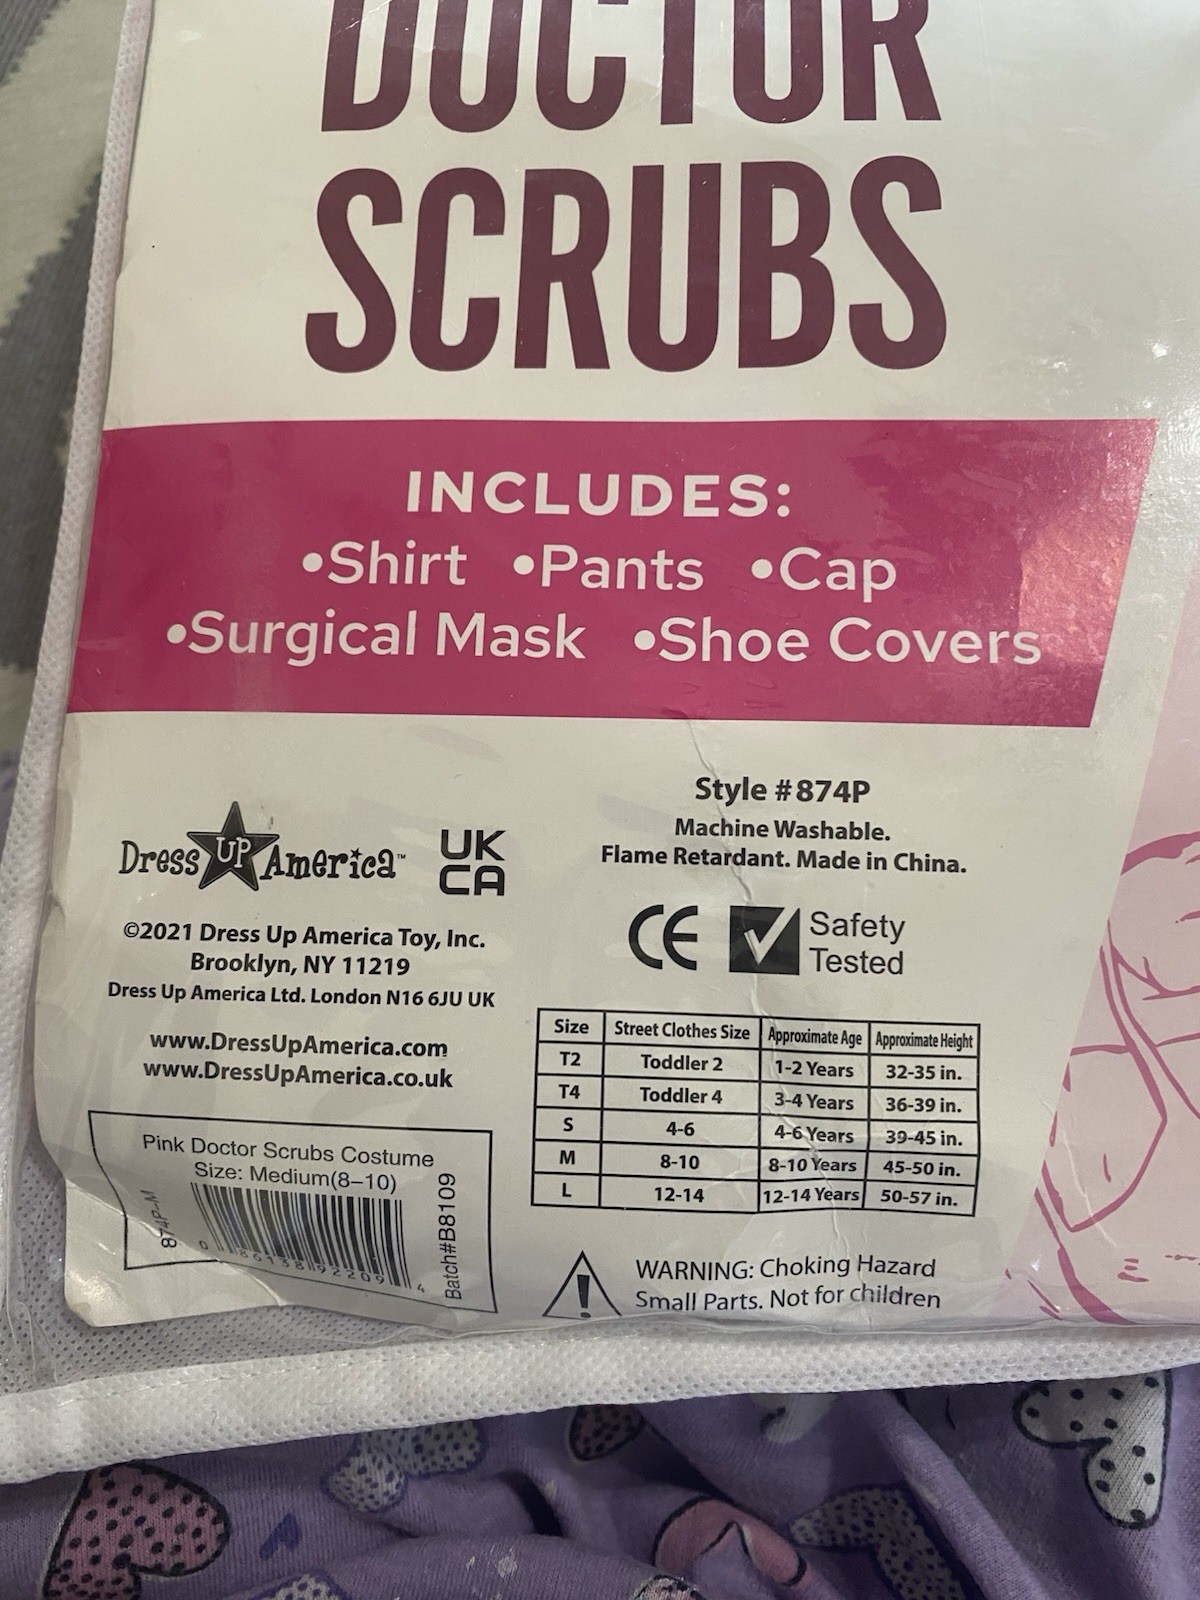 DOCTOR
SCRUBS
INCLUDES:
•Shirt •Pants •Cap
•Surgical Mask •Shoe Covers
Style #874P
Machine Washable.
Flame Retardant. Made in China.
Dress UP America™
UK
CA
CE
Safety
Tested
©2021 Dress Up America Toy, Inc.
Brooklyn, NY 11219
Dress Up America Ltd. London N16 6JU UK
www.DressUpAmerica.com
www.DressUpAmerica.co.uk
Size Street Clothes Size Approximate Age Approximate Height
T2 Toddler 2 1-2 Years 32-35 in.
T4 Toddler 4 3-4 Years 36-39 in.
S 4-6 4-6 Years 39-45 in.
M 8-10 8-10 Years 45-50 in.
L 12-14 12-14 Years 50-57 in.
Pink Doctor Scrubs Costume
Size: Medium(8–10)
874P-M
Batch#B8109
0 86138 92209 4
WARNING: Choking Hazard
Small Parts. Not for children